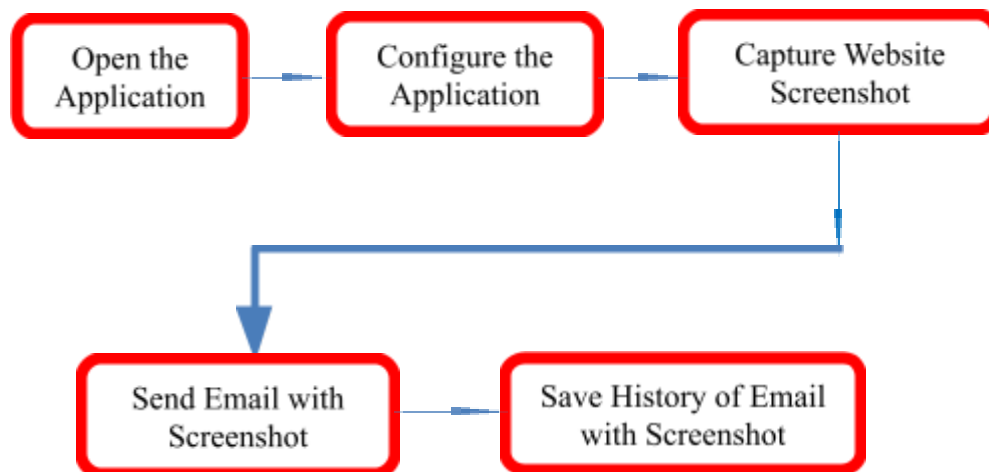 Open the
Application
Configure the
Application
Capture Website
Screenshot
Send Email with
Screenshot
Save History of Email
with Screenshot